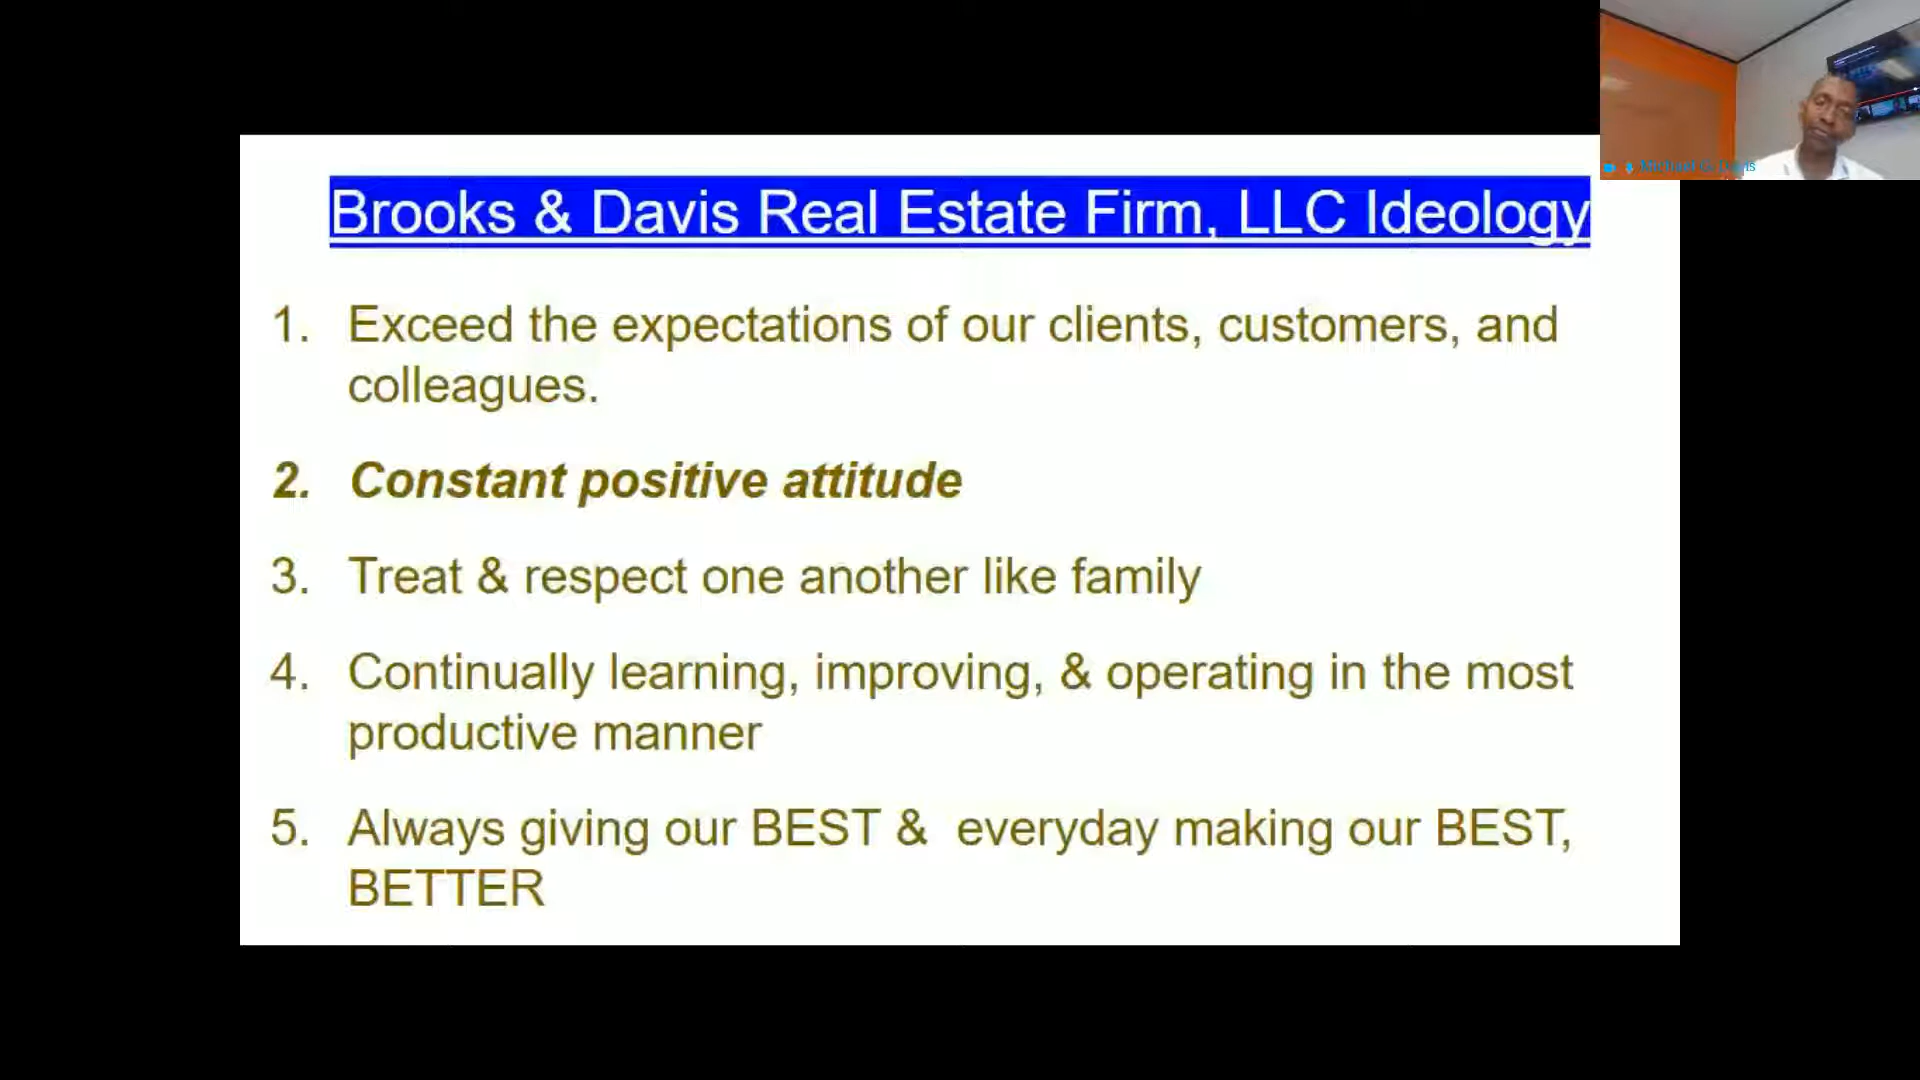 Brooks & Davis Real Estate Firm, LLC Ideology
1. Exceed the expectations of our clients, customers, and
colleagues.
2. Constant positive attitude
3. Treat & respect one another like family
4. Continually learning, improving, & operating in the most
productive manner
5. Always giving our BEST &  everyday making our BEST,
BETTER
Michael G. Davis